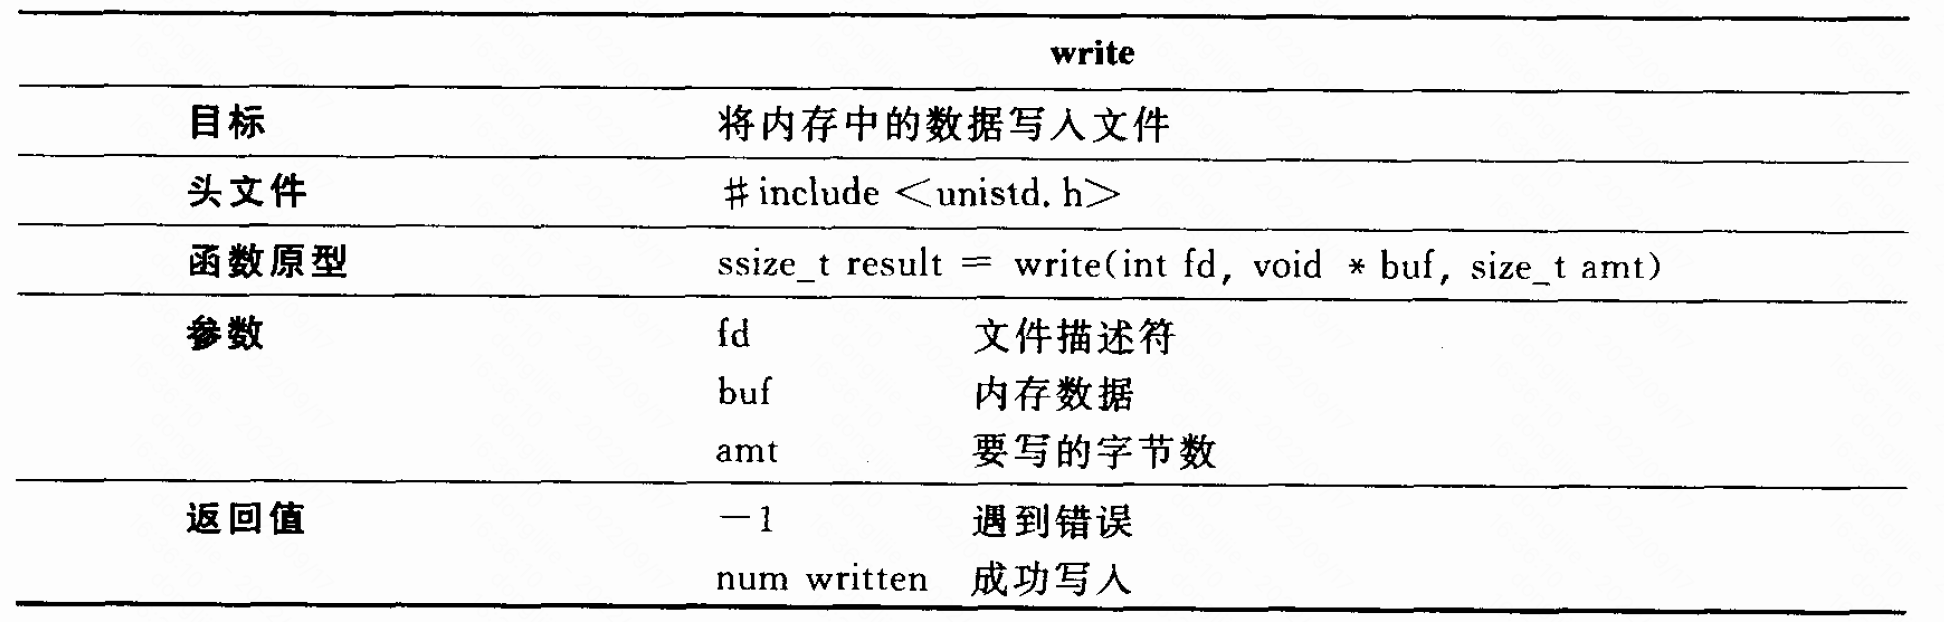 write
目标 将内存中的数据写入文件
头文件 #include <unistd.h>
函数原型 ssize_t result = write(int fd, void * buf, size_t amt)
参数 fd 文件描述符
buf 内存数据
amt 要写的字节数
返回值 -1 遇到错误
num written 成功写入